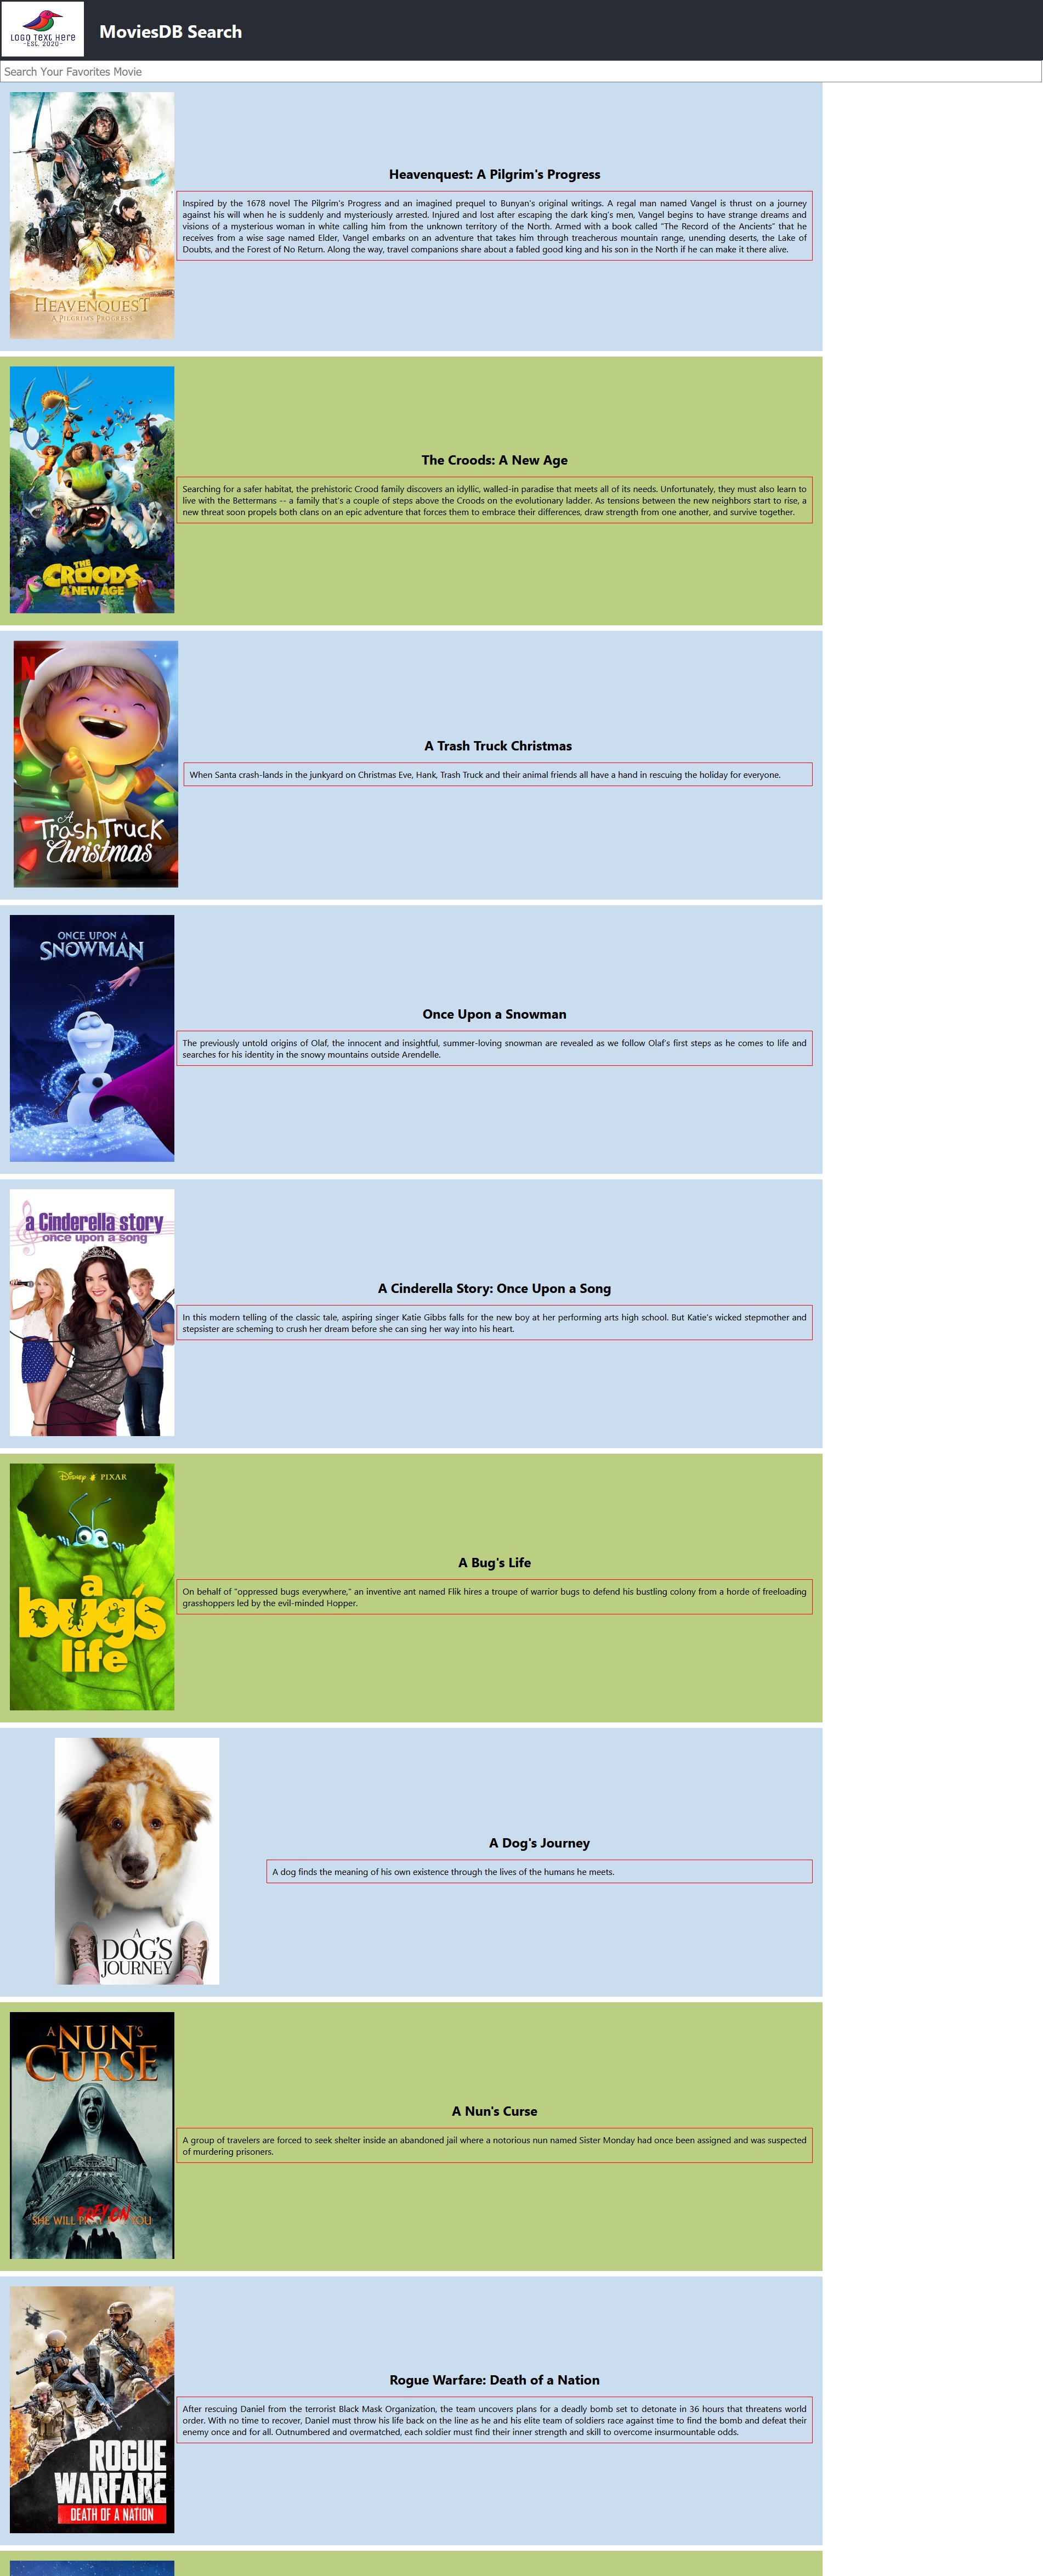 LOGO TEXT HERE
-EST. 2020-
MoviesDB Search
Search Your Favorites Movie
HEAVENQUEST
A PILGRIM'S PROGRESS
Heavenquest: A Pilgrim's Progress
Inspired by the 1678 novel The Pilgrim's Progress and an imagined prequel to Bunyan's original writings. A regal man named Vangel is thrust on a journey
against his will when he is suddenly and mysteriously arrested. Injured and lost after escaping the dark king's men, Vangel begins to have strange dreams and
visions of a mysterious woman in white calling him from the unknown territory of the North. Armed with a book called “The Record of the Ancients” that he
receives from a wise sage named Elder, Vangel embarks on an adventure that takes him through treacherous mountain range, unending deserts, the Lake of
Doubts, and the Forest of No Return. Along the way, travel companions share about a fabled good king and his son in the North if he can make it there alive.
THE
CROODS
A NEW AGE
The Croods: A New Age
Searching for a safer habitat, the prehistoric Crood family discovers an idyllic, walled-in paradise that meets all of its needs. Unfortunately, they must also learn to
live with the Bettermans -- a family that's a couple of steps above the Croods on the evolutionary ladder. As tensions between the new neighbors start to rise, a
new threat soon propels both clans on an epic adventure that forces them to embrace their differences, draw strength from one another, and survive together.
N
A
Trash Truck
Christmas
A Trash Truck Christmas
When Santa crash-lands in the junkyard on Christmas Eve, Hank, Trash Truck and their animal friends all have a hand in rescuing the holiday for everyone.
ONCE UPON A
SNOWMAN
Once Upon a Snowman
The previously untold origins of Olaf, the innocent and insightful, summer-loving snowman are revealed as we follow Olaf's first steps as he comes to life and
searches for his identity in the snowy mountains outside Arendelle.
a Cinderella story
once upon a song
A Cinderella Story: Once Upon a Song
In this modern telling of the classic tale, aspiring singer Katie Gibbs falls for the new boy at her performing arts high school. But Katie's wicked stepmother and
stepsister are scheming to crush her dream before she can sing her way into his heart.
Disney PIXAR
a
bug's
life
A Bug's Life
On behalf of "oppressed bugs everywhere," an inventive ant named Flik hires a troupe of warrior bugs to defend his bustling colony from a horde of freeloading
grasshoppers led by the evil-minded Hopper.
A
DOG'S
JOURNEY
A Dog's Journey
A dog finds the meaning of his own existence through the lives of the humans he meets.
A NUN'S
CURSE
SHE WILL PREY ON YOU
A Nun's Curse
A group of travelers are forced to seek shelter inside an abandoned jail where a notorious nun named Sister Monday had once been assigned and was suspected
of murdering prisoners.
ROGUE
WARFARE
DEATH OF A NATION
Rogue Warfare: Death of a Nation
After rescuing Daniel from the terrorist Black Mask Organization, the team uncovers plans for a deadly bomb set to detonate in 36 hours that threatens world
order. With no time to recover, Daniel must throw his life back on the line as he and his elite team of soldiers race against time to find the bomb and defeat their
enemy once and for all. Outnumbered and overmatched, each soldier must find their inner strength and skill to overcome insurmountable odds.